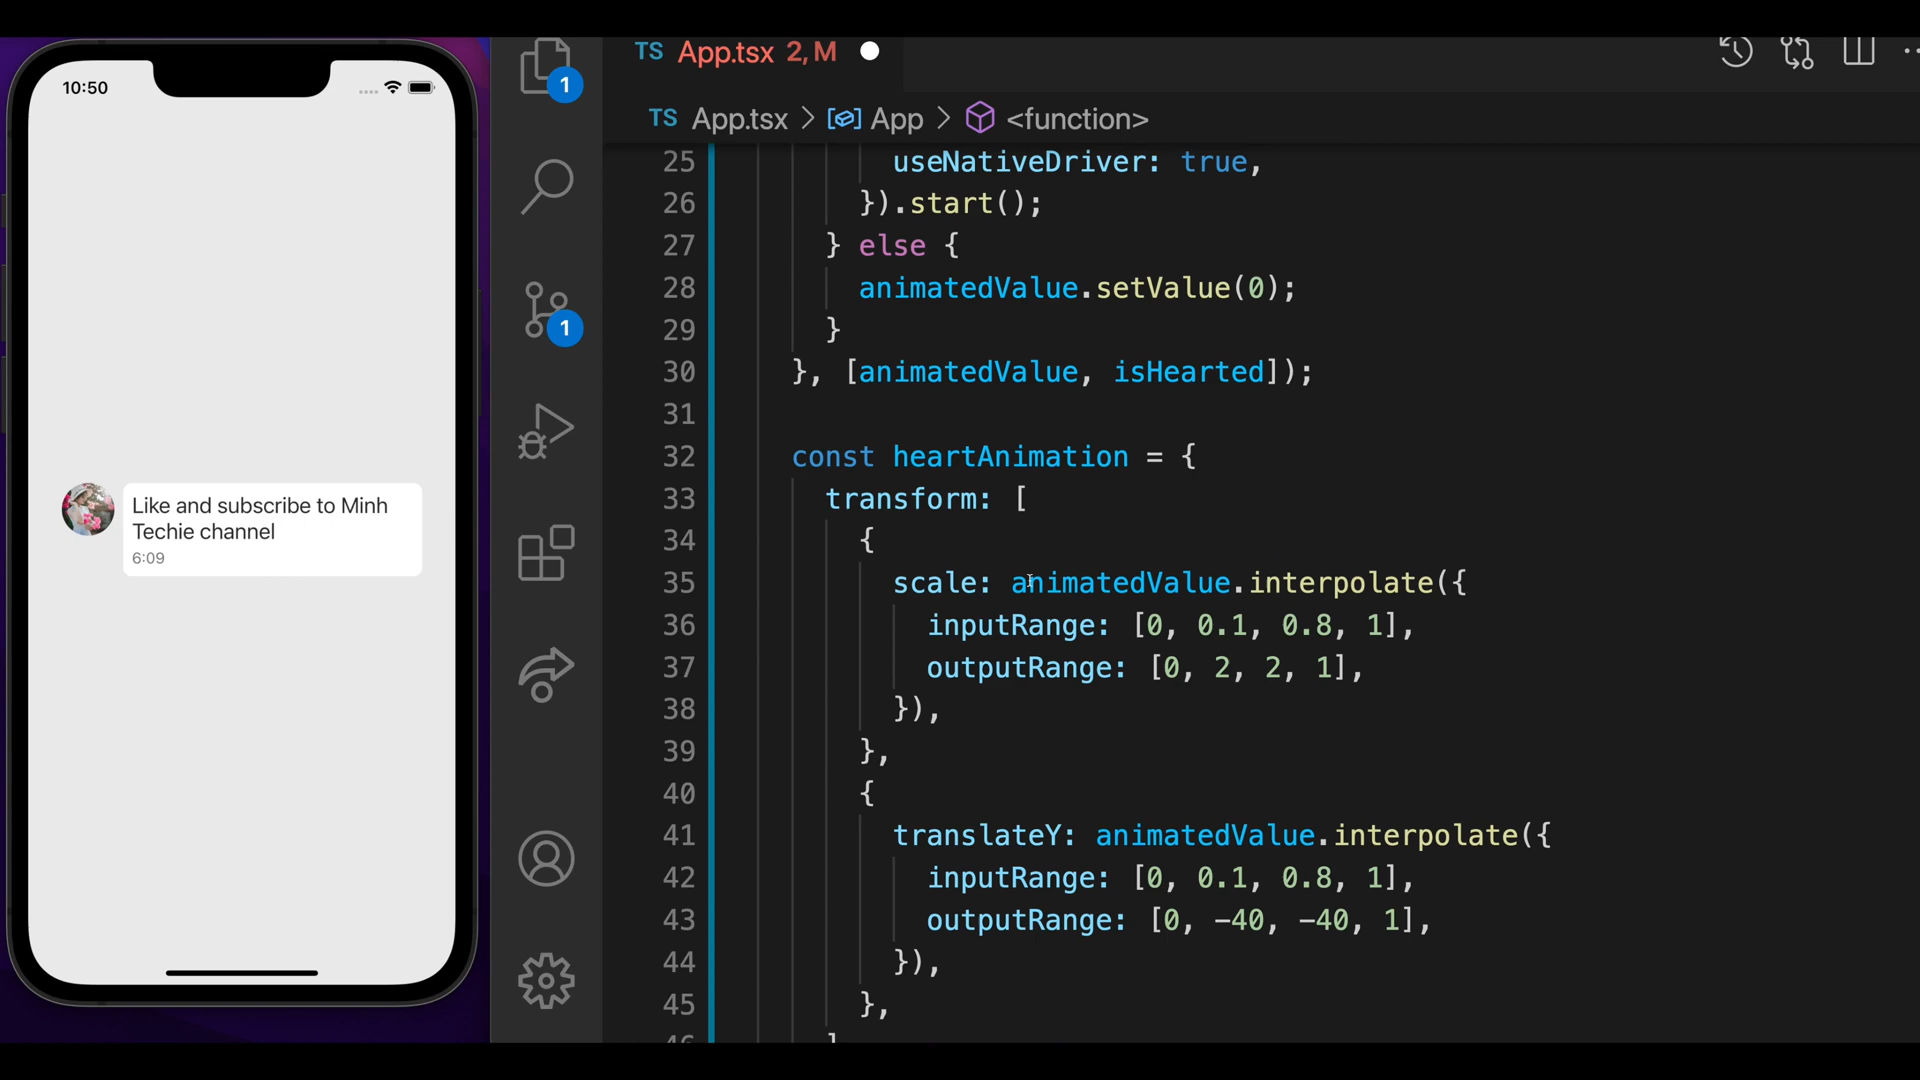 10:50
Like and subscribe to Minh
Techie channel
6:09
1
1
TS App.tsx 2, M
TS App.tsx > App > <function>
25 useNativeDriver: true,
26 }).start();
27 } else {
28 animatedValue.setValue(0);
29 }
30 }, [animatedValue, isHearted]);
31
32 const heartAnimation = {
33 transform: [
34 {
35 scale: animatedValue.interpolate({
36 inputRange: [0, 0.1, 0.8, 1],
37 outputRange: [0, 2, 2, 1],
38 }),
39 },
40 {
41 translateY: animatedValue.interpolate({
42 inputRange: [0, 0.1, 0.8, 1],
43 outputRange: [0, -40, -40, 1],
44 }),
45 },